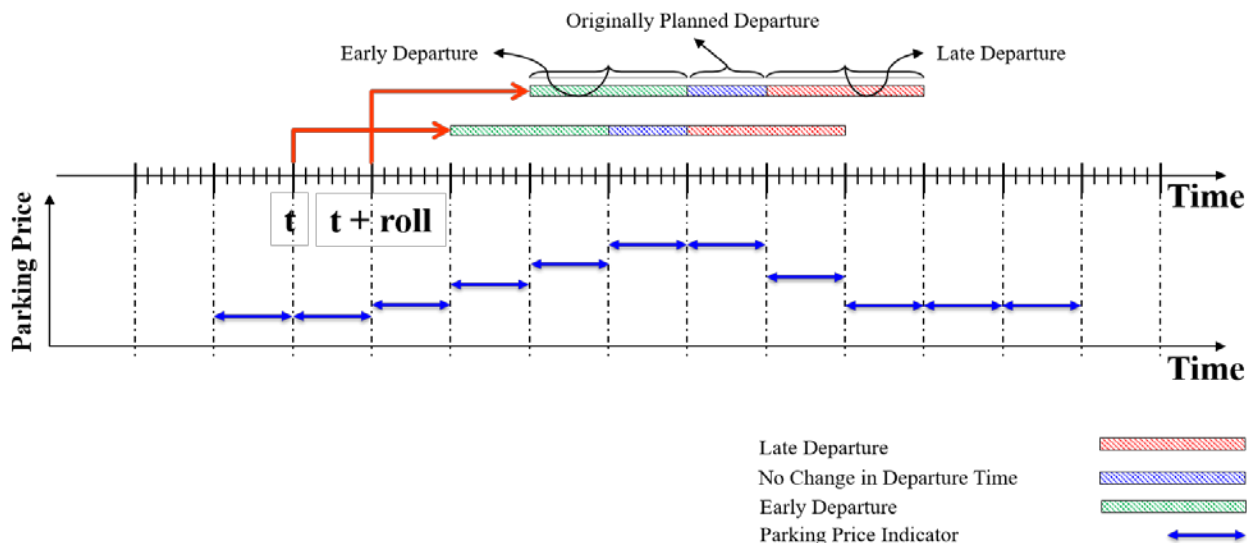 Originally Planned Departure
Early Departure
Late Departure
Time
t
t + roll
Parking Price
Time
Late Departure
No Change in Departure Time
Early Departure
Parking Price Indicator